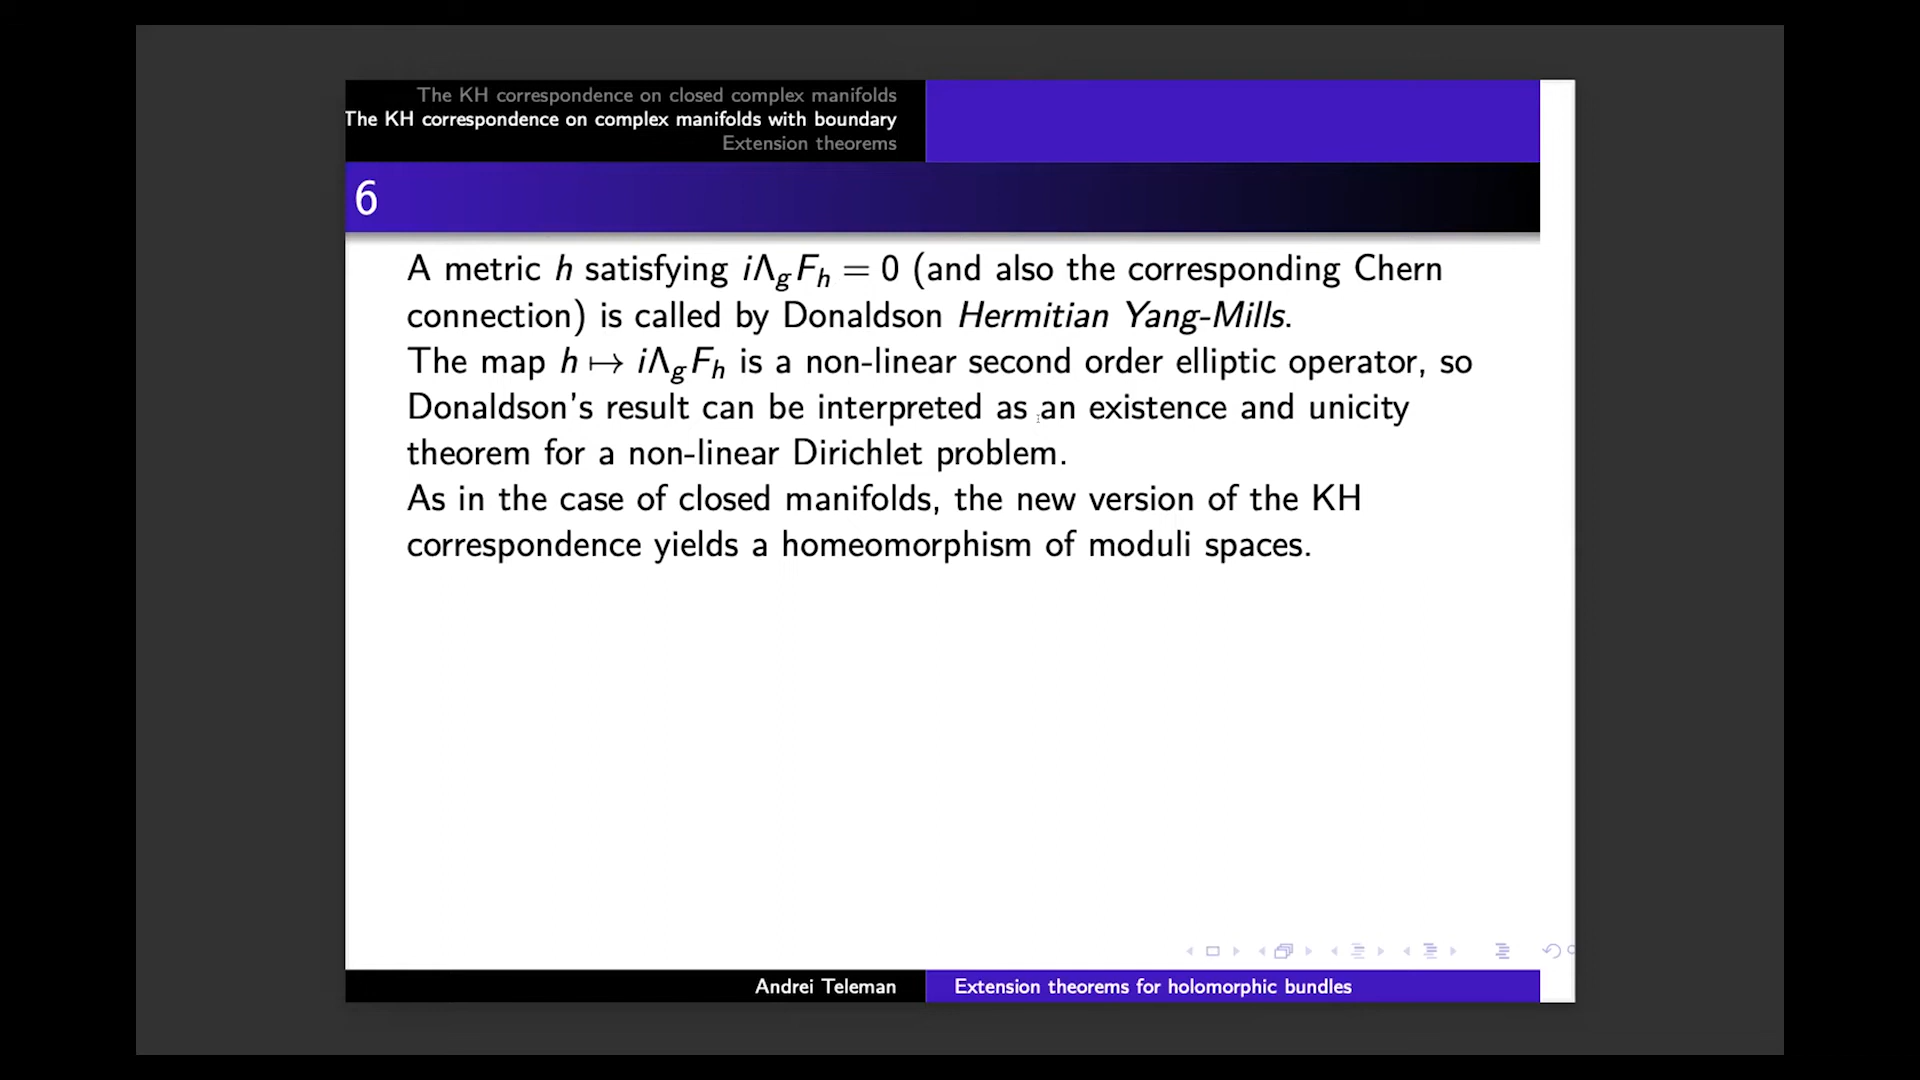 The KH correspondence on closed complex manifolds
The KH correspondence on complex manifolds with boundary
Extension theorems
6
A metric h satisfying iΛ_g F_h = 0 (and also the corresponding Chern
connection) is called by Donaldson Hermitian Yang-Mills.
The map h ↦ iΛ_g F_h is a non-linear second order elliptic operator, so
Donaldson's result can be interpreted as an existence and unicity
theorem for a non-linear Dirichlet problem.
As in the case of closed manifolds, the new version of the KH
correspondence yields a homeomorphism of moduli spaces.
Andrei Teleman
Extension theorems for holomorphic bundles